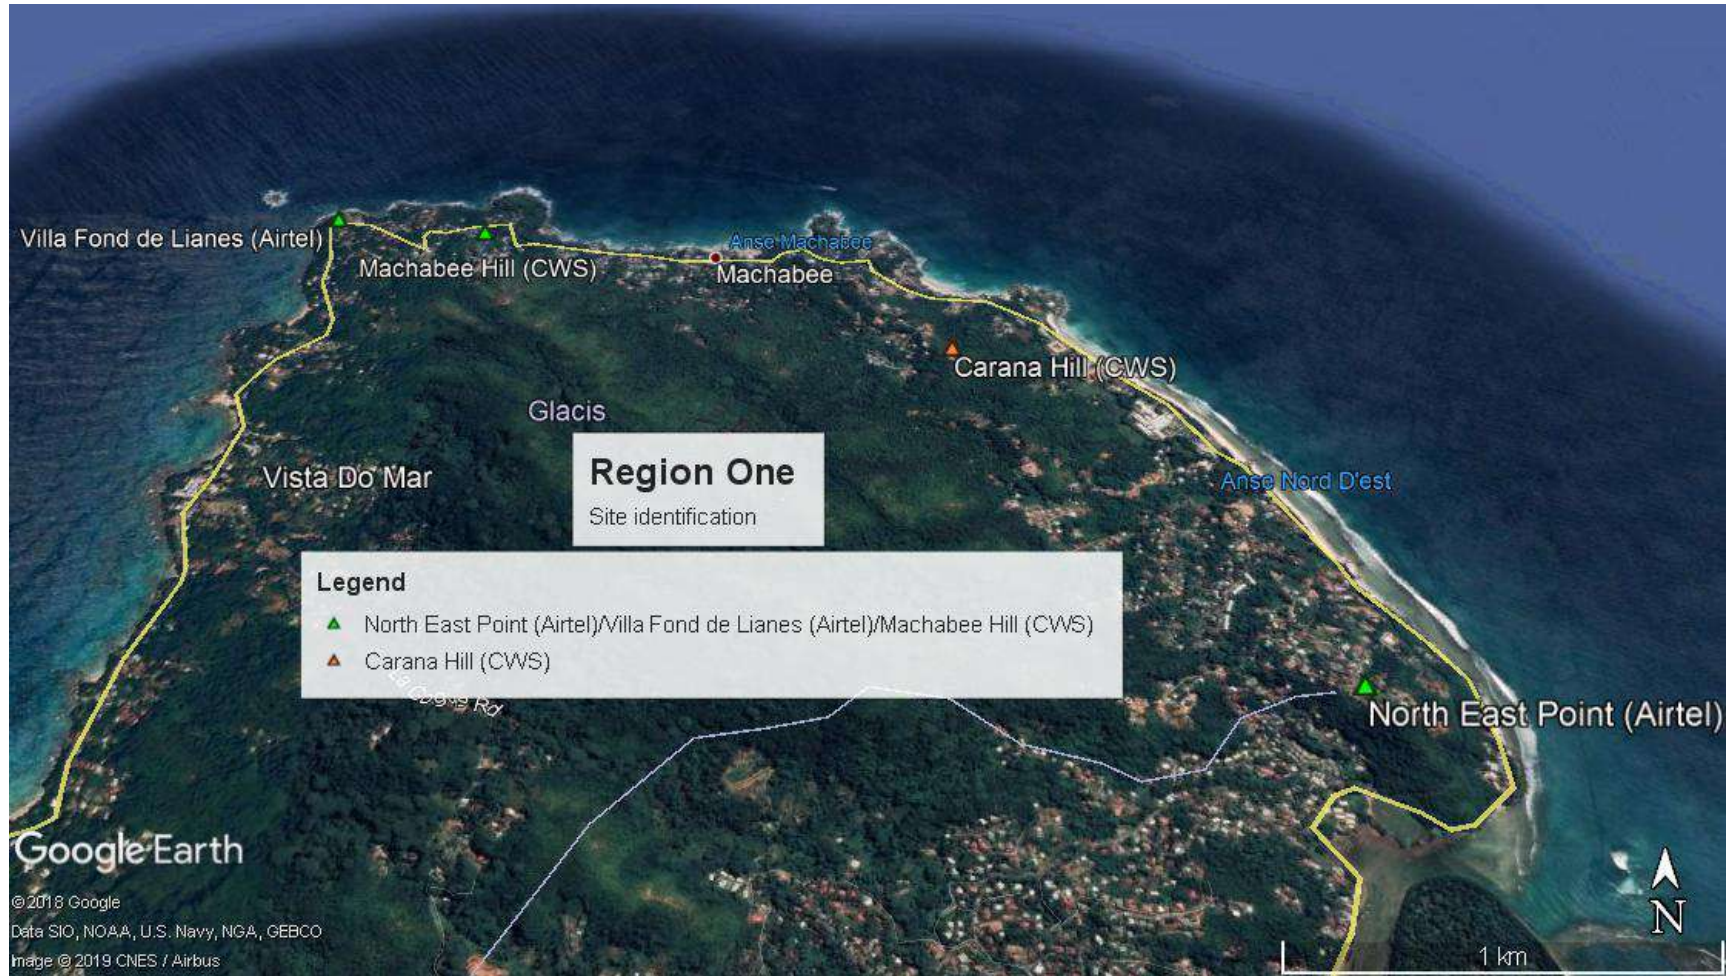 Villa Fond de Lianes (Airtel)
Machabee Hill (CWS)
Anse Machabee
Machabee
Carana Hill (CWS)
Glacis
Vista Do Mar
Region One
Site identification
Anse Nord D'est
Legend
North East Point (Airtel)/Villa Fond de Lianes (Airtel)/Machabee Hill (CWS)
Carana Hill (CWS)
Rd
North East Point (Airtel)
Google Earth
©2018 Google
Data SIO, NOAA, U.S. Navy, NGA, GEBCO
Image © 2019 CNES / Airbus
N
1 km